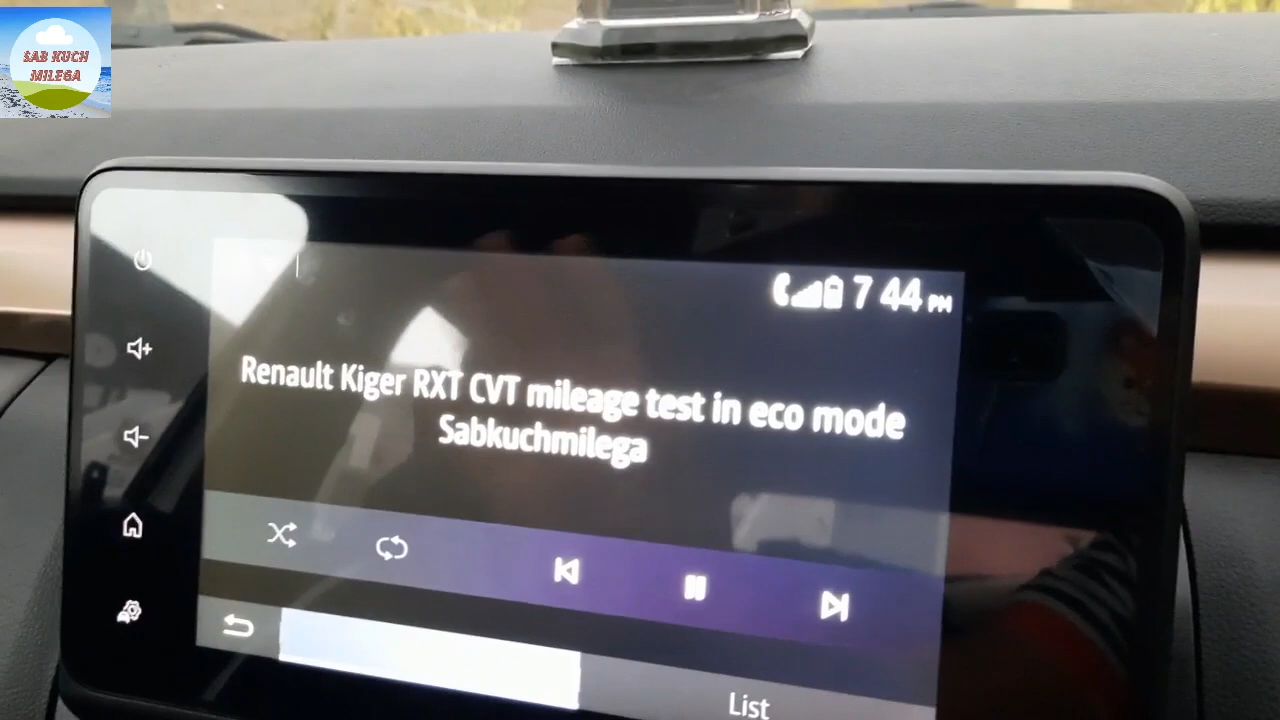 SAB KUCH
MILEGA
7 44 PM
Renault Kiger RXT CVT mileage test in eco mode
Sabkuchmilega
List